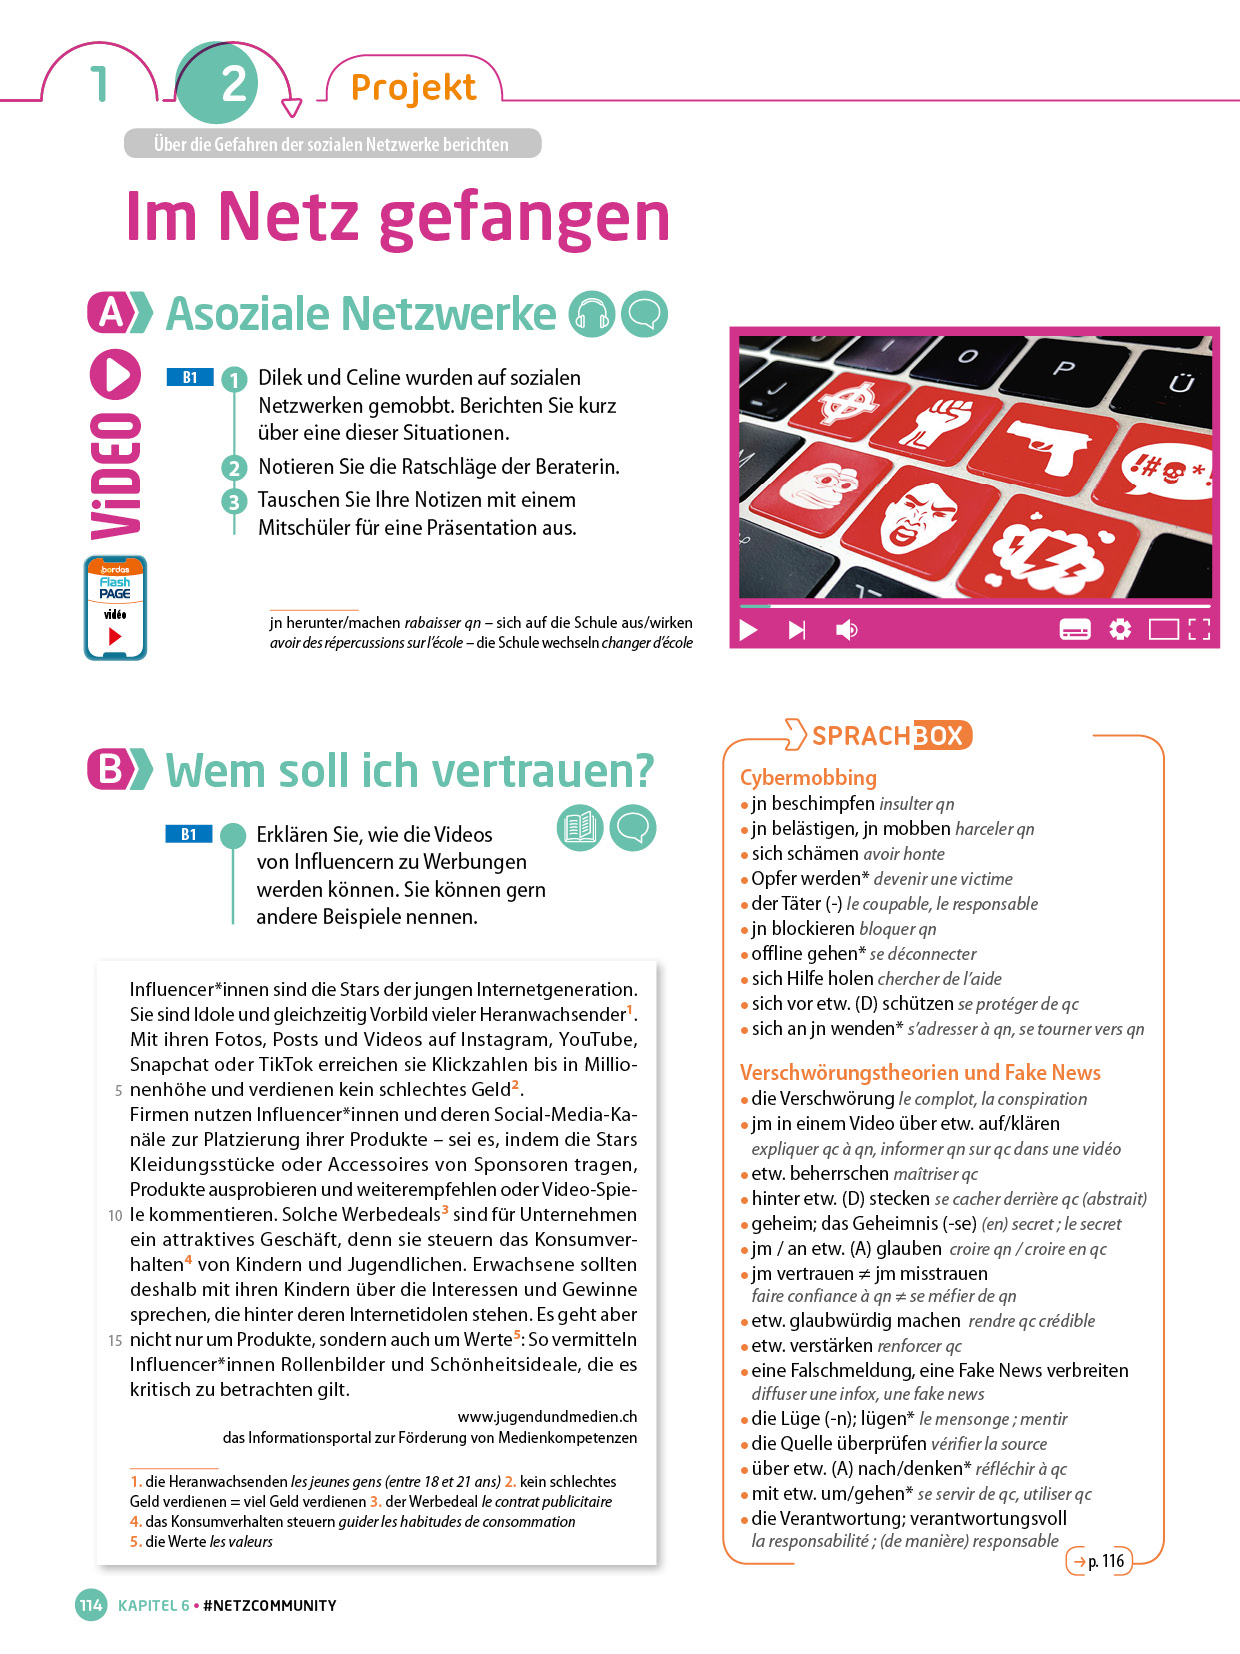 1
2
Projekt
Über die Gefahren der sozialen Netzwerke berichten
Im Netz gefangen
A Asoziale Netzwerke
ViDEO
B1
1 Dilek und Celine wurden auf sozialen
Netzwerken gemobbt. Berichten Sie kurz
über eine dieser Situationen.
2 Notieren Sie die Ratschläge der Beraterin.
3 Tauschen Sie Ihre Notizen mit einem
Mitschüler für eine Präsentation aus.
bordas
Flash
PAGE
vidéo
jn herunter/machen rabaisser qn – sich auf die Schule aus/wirken
avoir des répercussions sur l'école – die Schule wechseln changer d'école
I
O
P
Ü
!#*!
B Wem soll ich vertrauen?
B1
Erklären Sie, wie die Videos
von Influencern zu Werbungen
werden können. Sie können gern
andere Beispiele nennen.
Influencer*innen sind die Stars der jungen Internetgeneration.
Sie sind Idole und gleichzeitig Vorbild vieler Heranwachsender1.
Mit ihren Fotos, Posts und Videos auf Instagram, YouTube,
Snapchat oder TikTok erreichen sie Klickzahlen bis in Millio-
5 nenhöhe und verdienen kein schlechtes Geld2.
Firmen nutzen Influencer*innen und deren Social-Media-Ka-
näle zur Platzierung ihrer Produkte – sei es, indem die Stars
Kleidungsstücke oder Accessoires von Sponsoren tragen,
Produkte ausprobieren und weiterempfehlen oder Video-Spie-
10 le kommentieren. Solche Werbedeals3 sind für Unternehmen
ein attraktives Geschäft, denn sie steuern das Konsumver-
halten4 von Kindern und Jugendlichen. Erwachsene sollten
deshalb mit ihren Kindern über die Interessen und Gewinne
sprechen, die hinter deren Internetidolen stehen. Es geht aber
15 nicht nur um Produkte, sondern auch um Werte5: So vermitteln
Influencer*innen Rollenbilder und Schönheitsideale, die es
kritisch zu betrachten gilt.
www.jugendundmedien.ch
das Informationsportal zur Förderung von Medienkompetenzen
1. die Heranwachsenden les jeunes gens (entre 18 et 21 ans) 2. kein schlechtes
Geld verdienen = viel Geld verdienen 3. der Werbedeal le contrat publicitaire
4. das Konsumverhalten steuern guider les habitudes de consommation
5. die Werte les valeurs
SPRACHBOX
Cybermobbing
• jn beschimpfen insulter qn
• jn belästigen, jn mobben harceler qn
• sich schämen avoir honte
• Opfer werden* devenir une victime
• der Täter (-) le coupable, le responsable
• jn blockieren bloquer qn
• offline gehen* se déconnecter
• sich Hilfe holen chercher de l'aide
• sich vor etw. (D) schützen se protéger de qc
• sich an jn wenden* s'adresser à qn, se tourner vers qn
Verschwörungstheorien und Fake News
• die Verschwörung le complot, la conspiration
• jm in einem Video über etw. auf/klären
expliquer qc à qn, informer qn sur qc dans une vidéo
• etw. beherrschen maîtriser qc
• hinter etw. (D) stecken se cacher derrière qc (abstrait)
• geheim; das Geheimnis (-se) (en) secret ; le secret
• jm / an etw. (A) glauben croire qn / croire en qc
• jm vertrauen ≠ jm misstrauen
faire confiance à qn ≠ se méfier de qn
• etw. glaubwürdig machen rendre qc crédible
• etw. verstärken renforcer qc
• eine Falschmeldung, eine Fake News verbreiten
diffuser une infox, une fake news
• die Lüge (-n); lügen* le mensonge ; mentir
• die Quelle überprüfen vérifier la source
• über etw. (A) nach/denken* réfléchir à qc
• mit etw. um/gehen* se servir de qc, utiliser qc
• die Verantwortung; verantwortungsvoll
la responsabilité ; (de manière) responsable
→ p. 116
114 KAPITEL 6 • #NETZCOMMUNITY